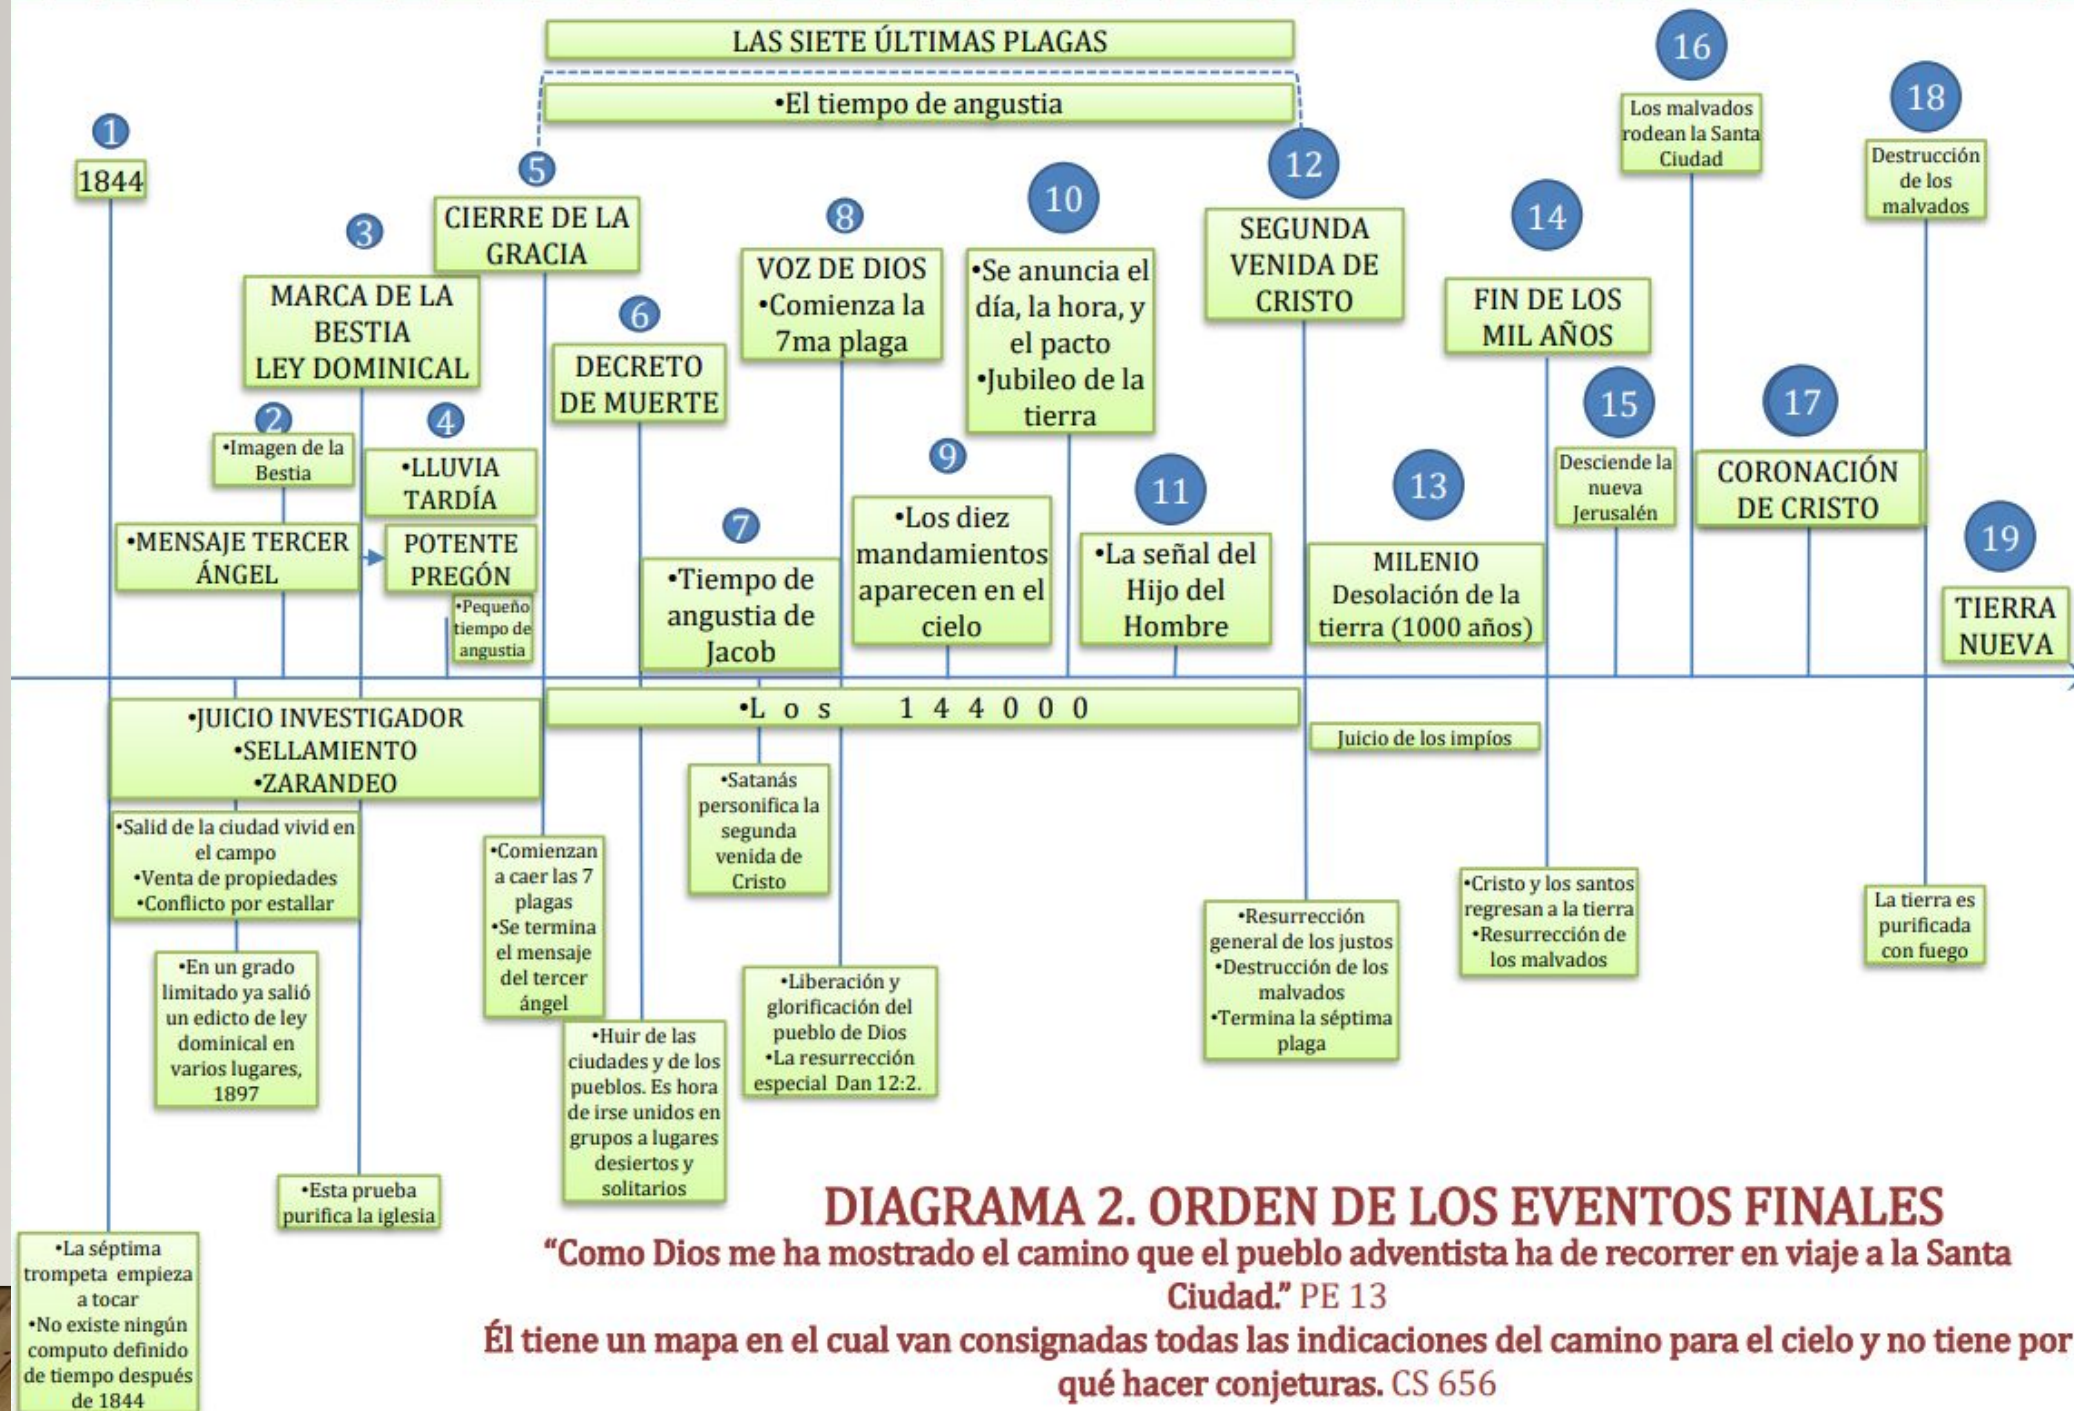 LAS SIETE ÚLTIMAS PLAGAS
•El tiempo de angustia
1
1844
2
•Imagen de la
Bestia
3
MARCA DE LA
BESTIA
LEY DOMINICAL
4
•LLUVIA
TARDÍA
•MENSAJE TERCER
ÁNGEL
POTENTE
PREGÓN
•Pequeño
tiempo de
angustia
5
CIERRE DE LA
GRACIA
6
DECRETO
DE MUERTE
7
•Tiempo de
angustia de
Jacob
8
VOZ DE DIOS
•Comienza la
7ma plaga
9
•Los diez
mandamientos
aparecen en el
cielo
10
•Se anuncia el
día, la hora, y
el pacto
•Jubileo de la
tierra
11
•La señal del
Hijo del
Hombre
12
SEGUNDA
VENIDA DE
CRISTO
13
MILENIO
Desolación de la
tierra (1000 años)
14
FIN DE LOS
MIL AÑOS
15
Desciende la
nueva
Jerusalén
16
Los malvados
rodean la Santa
Ciudad
17
CORONACIÓN
DE CRISTO
18
Destrucción
de los
malvados
19
TIERRA
NUEVA
•JUICIO INVESTIGADOR
•SELLAMIENTO
•ZARANDEO
•L o s 1 4 4 0 0 0
Juicio de los impíos
•Salid de la ciudad vivid en
el campo
•Venta de propiedades
•Conflicto por estallar
•En un grado
limitado ya salió
un edicto de ley
dominical en
varios lugares,
1897
•Esta prueba
purifica la iglesia
•La séptima
trompeta empieza
a tocar
•No existe ningún
computo definido
de tiempo después
de 1844
•Comienzan
a caer las 7
plagas
•Se termina
el mensaje
del tercer
ángel
•Huir de las
ciudades y de los
pueblos. Es hora
de irse unidos en
grupos a lugares
desiertos y
solitarios
•Satanás
personifica la
segunda
venida de
Cristo
•Liberación y
glorificación del
pueblo de Dios
•La resurrección
especial Dan 12:2.
•Resurrección
general de los justos
•Destrucción de los
malvados
•Termina la séptima
plaga
•Cristo y los santos
regresan a la tierra
•Resurrección de
los malvados
La tierra es
purificada
con fuego
DIAGRAMA 2. ORDEN DE LOS EVENTOS FINALES
“Como Dios me ha mostrado el camino que el pueblo adventista ha de recorrer en viaje a la Santa
Ciudad.” PE 13
Él tiene un mapa en el cual van consignadas todas las indicaciones del camino para el cielo y no tiene por
qué hacer conjeturas. CS 656